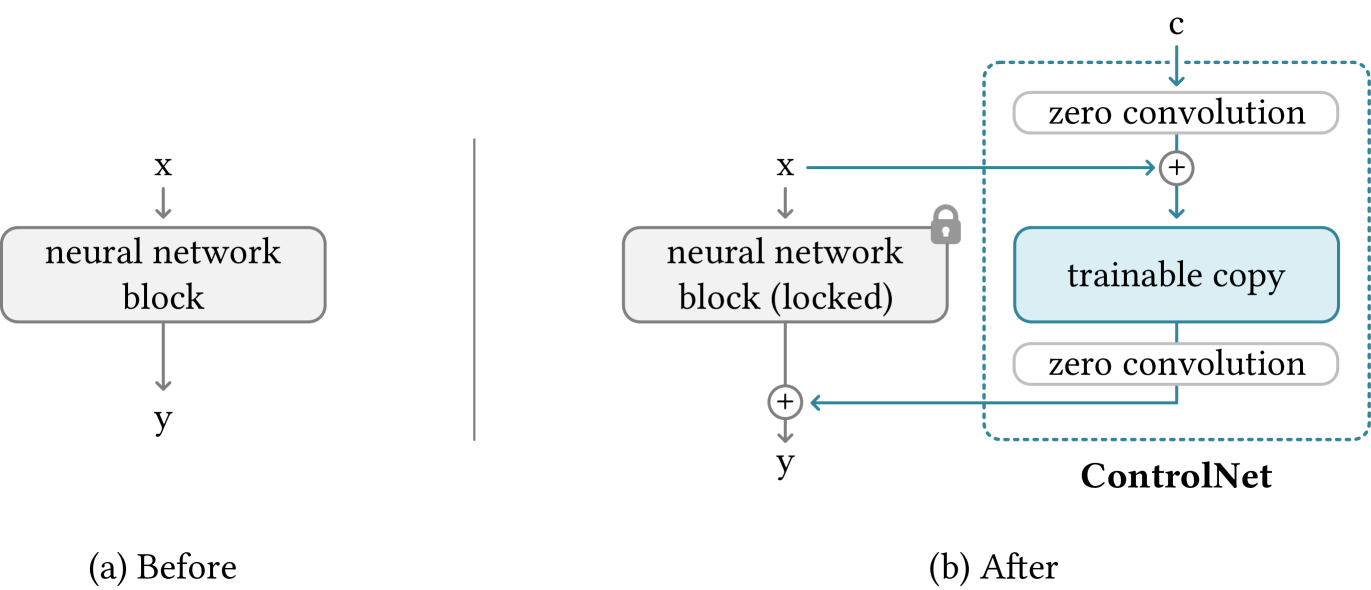 x
neural network
block
y
(a) Before
c
zero convolution
x
+
neural network
block (locked)
trainable copy
zero convolution
+
y
ControlNet
(b) After